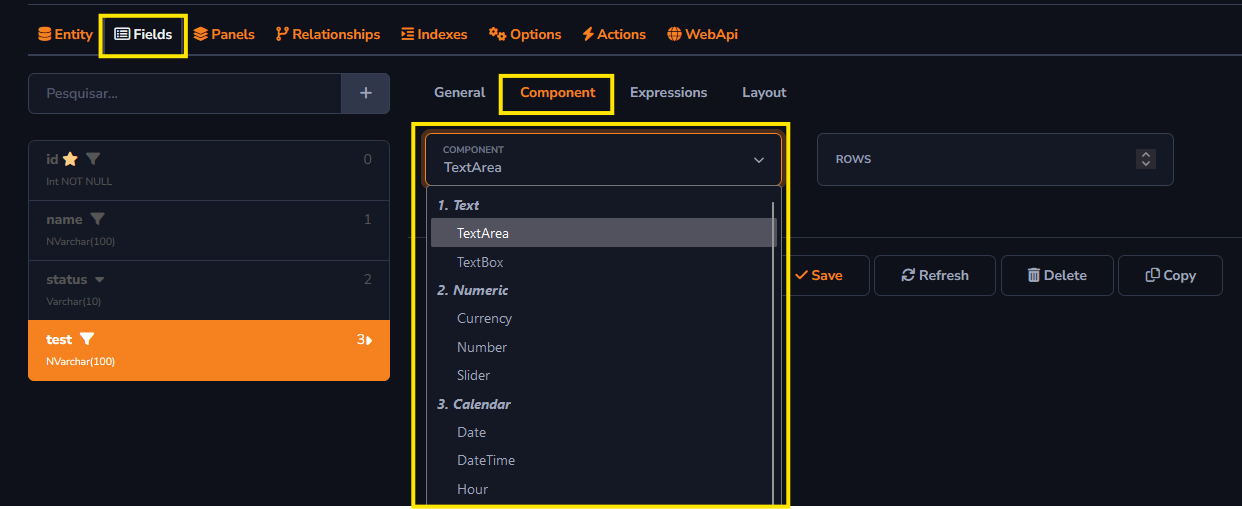 Entity Fields Panels Relationships Indexes Options Actions WebApi
Pesquisar... +
General Component Expressions Layout
id 0
Int NOT NULL
name 1
NVarchar(100)
status 2
Varchar(10)
test 3
NVarchar(100)
COMPONENT
TextArea
ROWS
1. Text
TextArea
TextBox
2. Numeric
Currency
Number
Slider
3. Calendar
Date
DateTime
Hour
Save Refresh Delete Copy